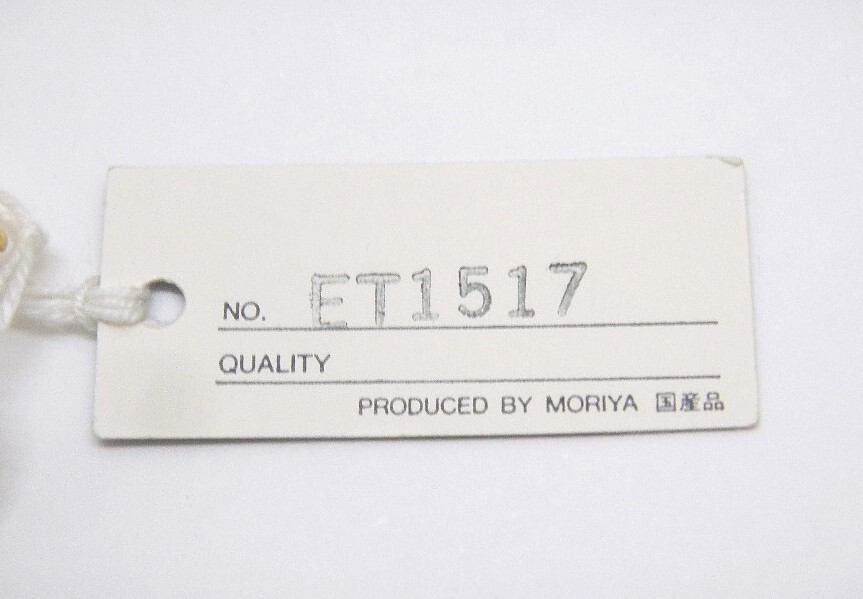 NO. ET1517
QUALITY
PRODUCED BY MORIYA 国産品